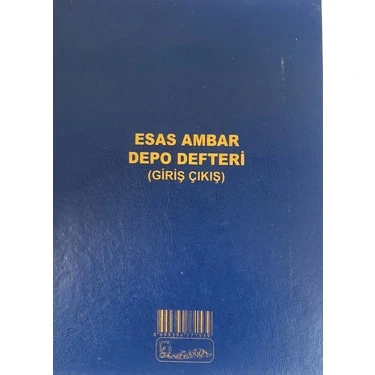 ESAS AMBAR
DEPO DEFTERİ
(GİRİŞ ÇIKIŞ)